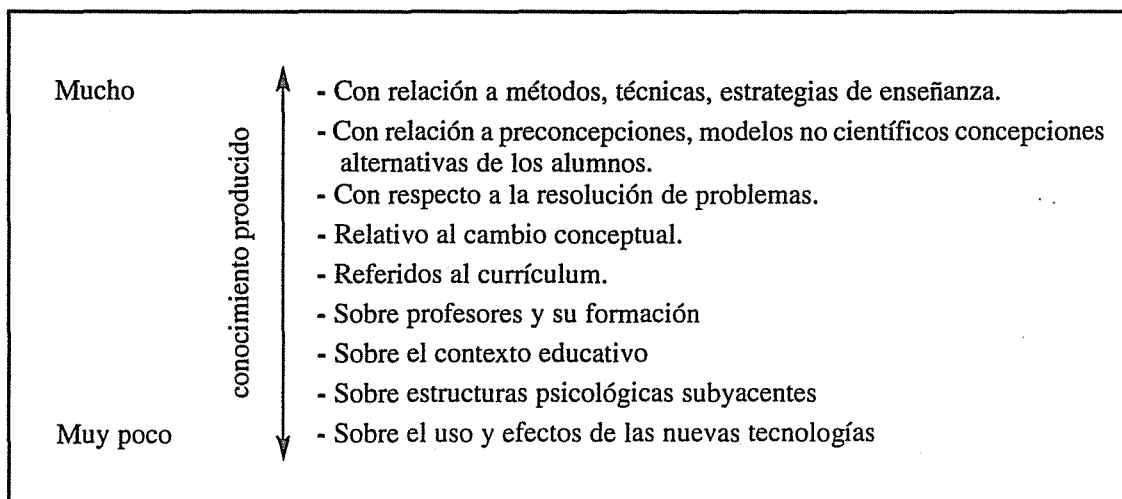 Mucho
- Con relación a métodos, técnicas, estrategias de enseñanza.
- Con relación a preconcepciones, modelos no científicos concepciones
alternativas de los alumnos.
- Con respecto a la resolución de problemas.
- Relativo al cambio conceptual.
- Referidos al currículum.
- Sobre profesores y su formación
- Sobre el contexto educativo
- Sobre estructuras psicológicas subyacentes
Muy poco
- Sobre el uso y efectos de las nuevas tecnologías
conocimiento producido